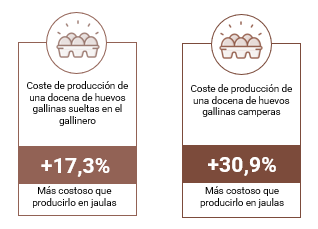 Coste de producción de
una docena de huevos
gallinas sueltas en el
gallinero
+17,3%
Más costoso que
producirlo en jaulas
Coste de producción de
una docena de huevos
gallinas camperas
+30,9%
Más costoso que
producirlo en jaulas